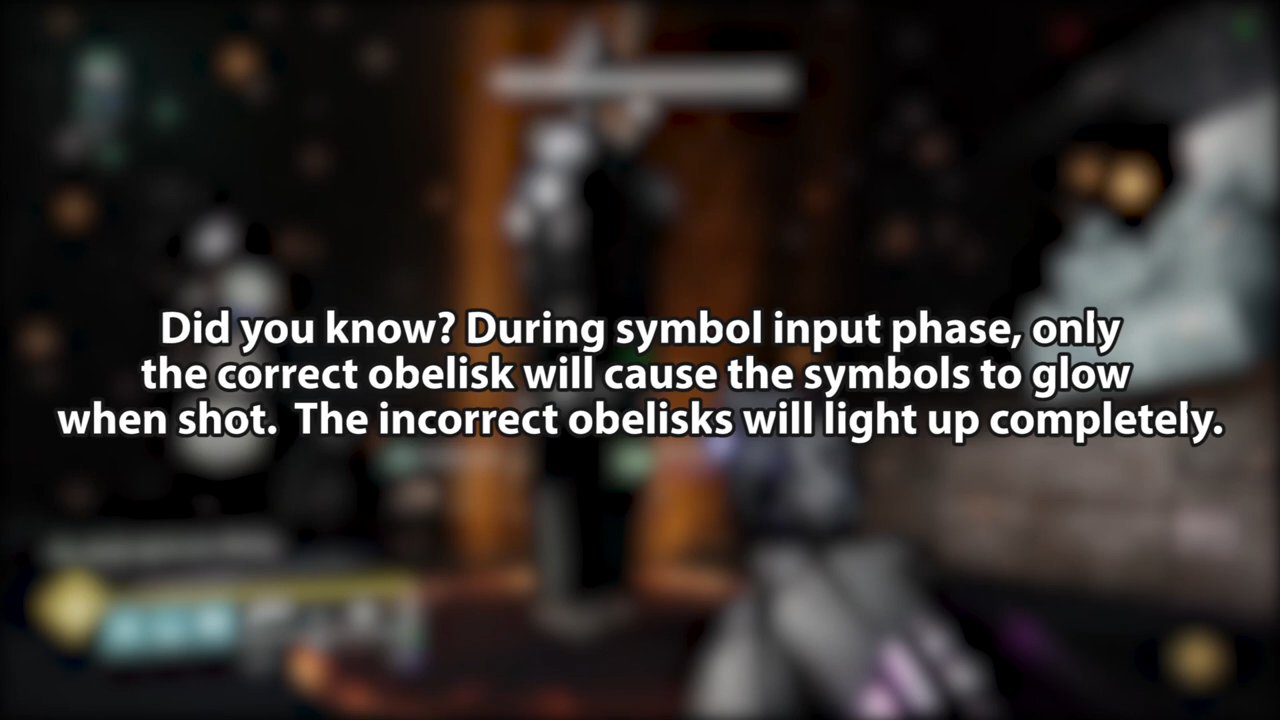 Did you know? During symbol input phase, only
the correct obelisk will cause the symbols to glow
when shot.  The incorrect obelisks will light up completely.